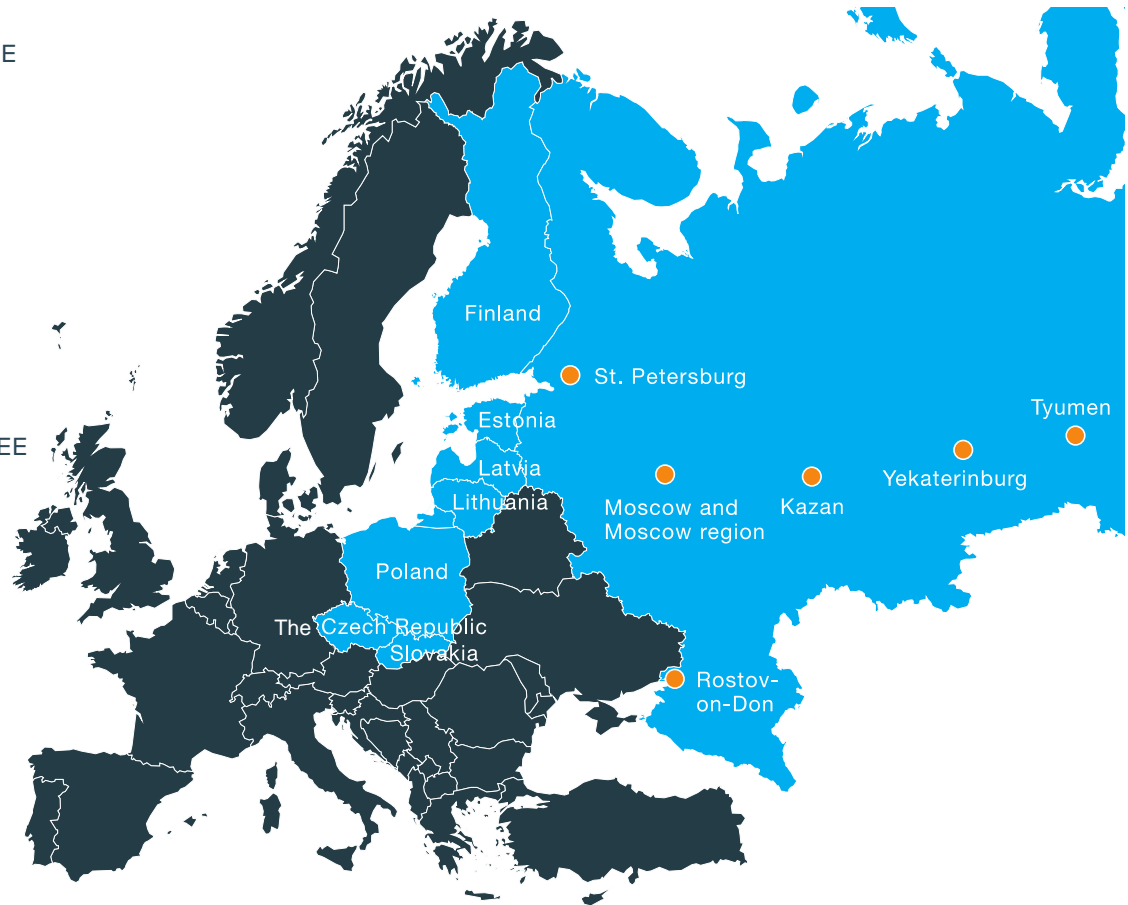 E
Finland
St. Petersburg
Tyumen
Estonia
EE
Latvia
Yekaterinburg
Lithuania
Moscow and
Moscow region
Kazan
Poland
The Czech Republic
Slovakia
Rostov-
on-Don